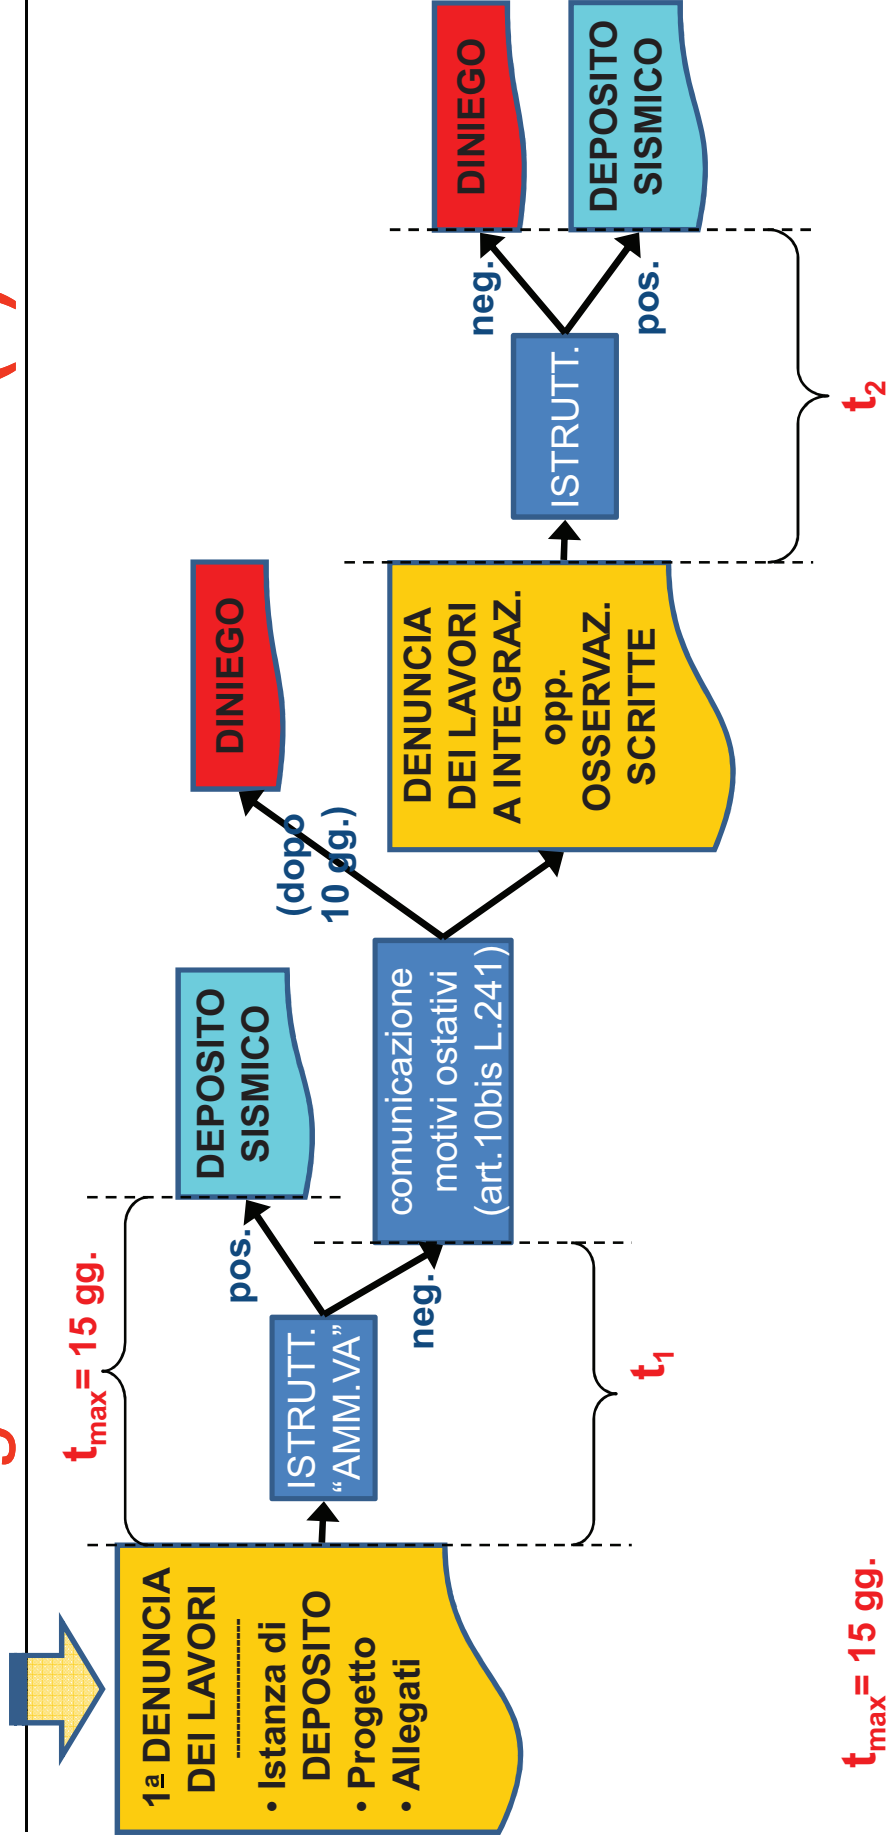 1ª DENUNCIA
DEI LAVORI
----------------------
• Istanza di
DEPOSITO
• Progetto
• Allegati
tmax= 15 gg.
ISTRUTT.
“AMM.VA”
pos.
neg.
t1
DEPOSITO
SISMICO
comunicazione
motivi ostativi
(art.10bis L.241)
(dopo
10 gg.)
DINIEGO
DENUNCIA
DEI LAVORI
A INTEGRAZ.
opp.
OSSERVAZ.
SCRITTE
ISTRUTT.
neg.
pos.
t2
DINIEGO
DEPOSITO
SISMICO
tmax= 15 gg.